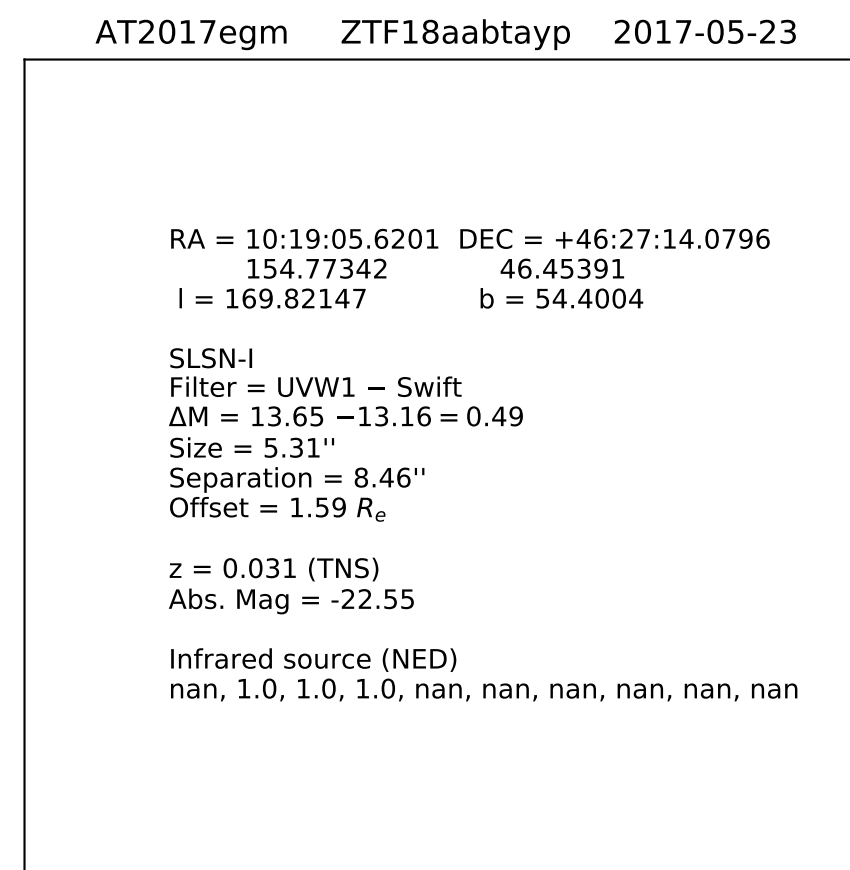 AT2017egm ZTF18aabtayp 2017-05-23
RA = 10:19:05.6201 DEC = +46:27:14.0796
154.77342 46.45391
l = 169.82147 b = 54.4004
SLSN-I
Filter = UVW1 − Swift
ΔM = 13.65 −13.16 = 0.49
Size = 5.31''
Separation = 8.46''
Offset = 1.59 Rₑ
z = 0.031 (TNS)
Abs. Mag = -22.55
Infrared source (NED)
nan, 1.0, 1.0, 1.0, nan, nan, nan, nan, nan, nan